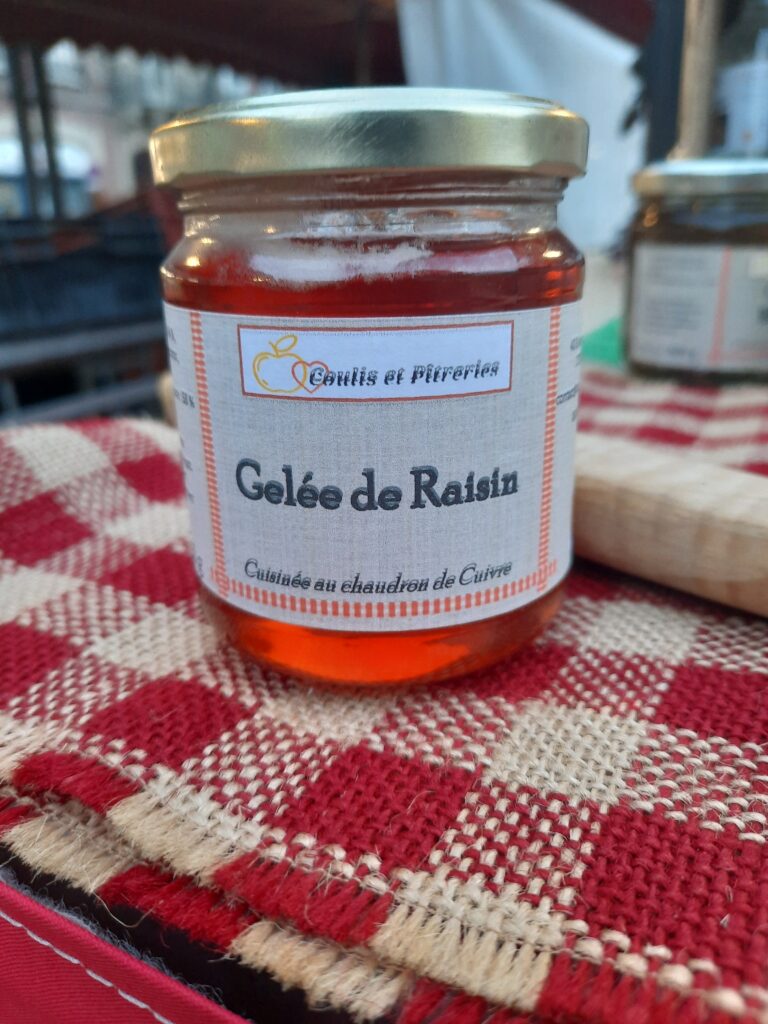 Coulis et Pitreries
Gelée de Raisin
Cuisinée au chaudron de Cuivre